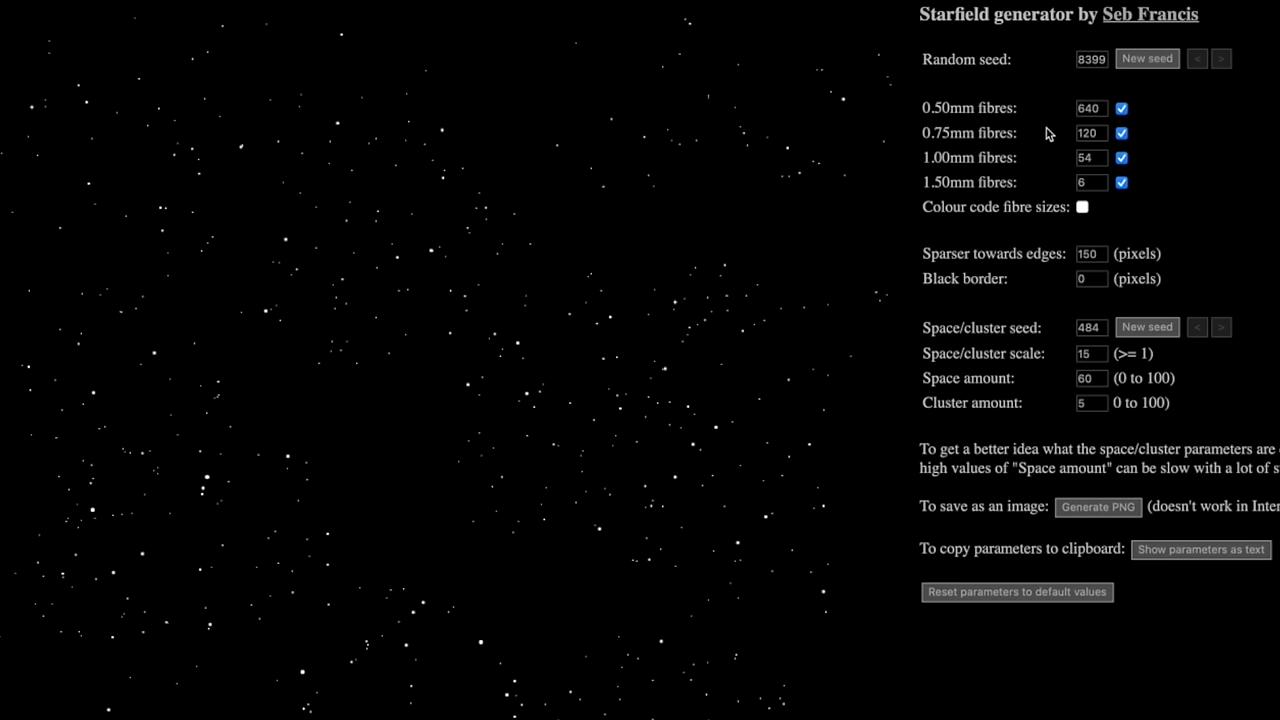 Starfield generator by Seb Francis
Random seed: 8399 New seed < >
0.50mm fibres: 640
0.75mm fibres: 120
1.00mm fibres: 54
1.50mm fibres: 6
Colour code fibre sizes:
Sparser towards edges: 150 (pixels)
Black border: 0 (pixels)
Space/cluster seed: 484 New seed < >
Space/cluster scale: 15 (>= 1)
Space amount: 60 (0 to 100)
Cluster amount: 5 0 to 100)
To get a better idea what the space/cluster parameters are
high values of "Space amount" can be slow with a lot of
To save as an image: Generate PNG (doesn't work in
To copy parameters to clipboard: Show parameters as text
Reset parameters to default values